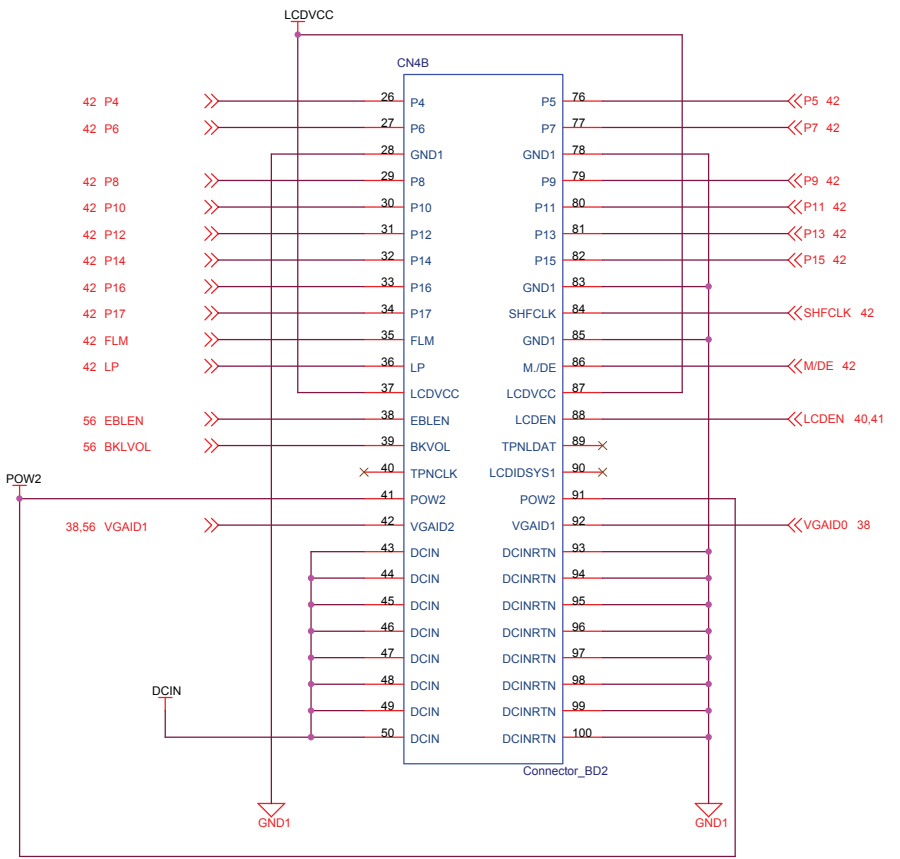 LCDVCC
CN4B
42 P4 26 P4 P5 76 P5 42
42 P6 27 P6 P7 77 P7 42
28 GND1 GND1 78
42 P8 29 P8 P9 79 P9 42
42 P10 30 P10 P11 80 P11 42
42 P12 31 P12 P13 81 P13 42
42 P14 32 P14 P15 82 P15 42
42 P16 33 P16 GND1 83
42 P17 34 P17 SHFCLK 84 SHFCLK 42
42 FLM 35 FLM GND1 85
42 LP 36 LP M./DE 86 M/DE 42
37 LCDVCC LCDVCC 87
56 EBLEN 38 EBLEN LCDEN 88 LCDEN 40,41
56 BKLVOL 39 BKVOL TPNLDAT 89
40 TPNCLK LCDIDSYS1 90
POW2
41 POW2 POW2 91
38,56 VGAID1 42 VGAID2 VGAID1 92 VGAID0 38
43 DCIN DCINRTN 93
44 DCIN DCINRTN 94
45 DCIN DCINRTN 95
46 DCIN DCINRTN 96
47 DCIN DCINRTN 97
48 DCIN DCINRTN 98
DCIN
49 DCIN DCINRTN 99
50 DCIN DCINRTN 100
Connector_BD2
GND1 GND1